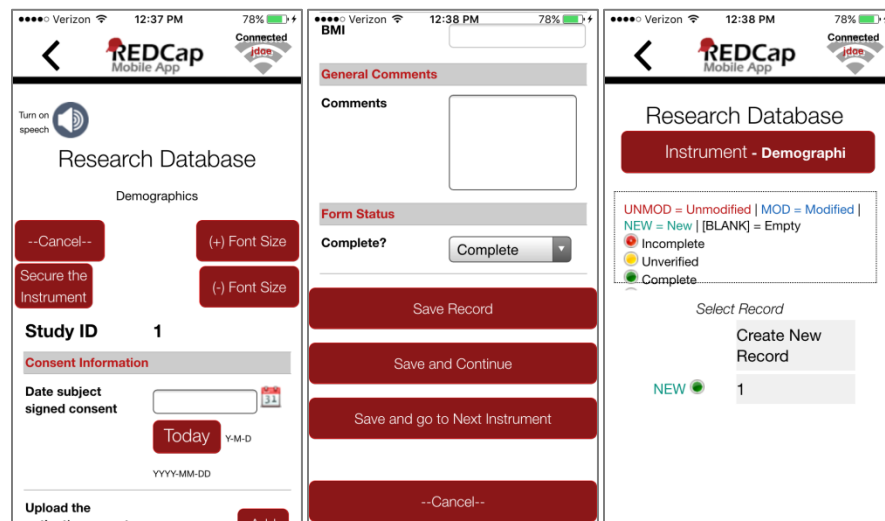 Verizon 12:37 PM 78%
REDCap
Mobile App
Connected
jdoe
Turn on
speech
Research Database
Demographics
--Cancel--
(+) Font Size
Secure the
Instrument
(-) Font Size
Study ID 1
Consent Information
Date subject
signed consent
31
Today Y-M-D
YYYY-MM-DD
Upload the
Verizon 12:38 PM 78%
BMI
General Comments
Comments
Form Status
Complete? Complete
Save Record
Save and Continue
Save and go to Next Instrument
--Cancel--
Verizon 12:38 PM 78%
REDCap
Mobile App
Connected
jdoe
Research Database
Instrument - Demographi
UNMOD = Unmodified | MOD = Modified |
NEW = New | [BLANK] = Empty
Incomplete
Unverified
Complete
Select Record
Create New
Record
NEW 1